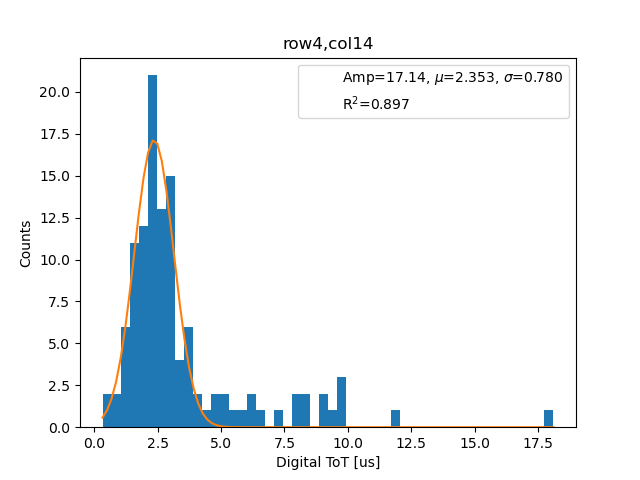 row4,col14
Amp=17.14, μ=2.353, σ=0.780
R²=0.897
Counts
20.0
17.5
15.0
12.5
10.0
7.5
5.0
2.5
0.0
0.0 2.5 5.0 7.5 10.0 12.5 15.0 17.5
Digital ToT [us]